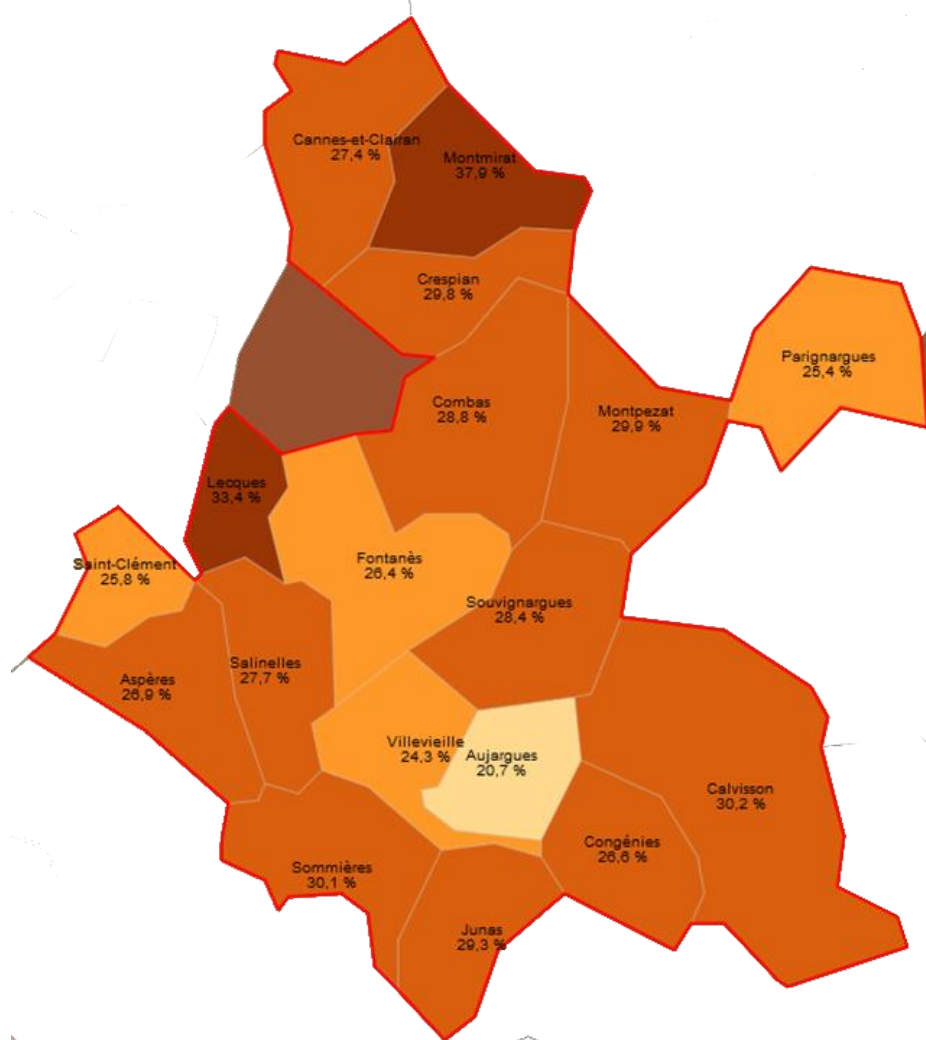 Cannes-et-Clairan
27,4 %
Montmirat
37,9 %
Crespian
29,8 %
Parignargues
25,4 %
Combas
28,8 %
Montpezat
29,9 %
Lecques
33,4 %
Saint-Clément
25,8 %
Fontanès
26,4 %
Souvignargues
28,4 %
Salinelles
27,7 %
Aspères
26,9 %
Villevieille
24,3 %
Aujargues
20,7 %
Calvisson
30,2 %
Congénies
26,6 %
Sommières
30,1 %
Junas
29,3 %